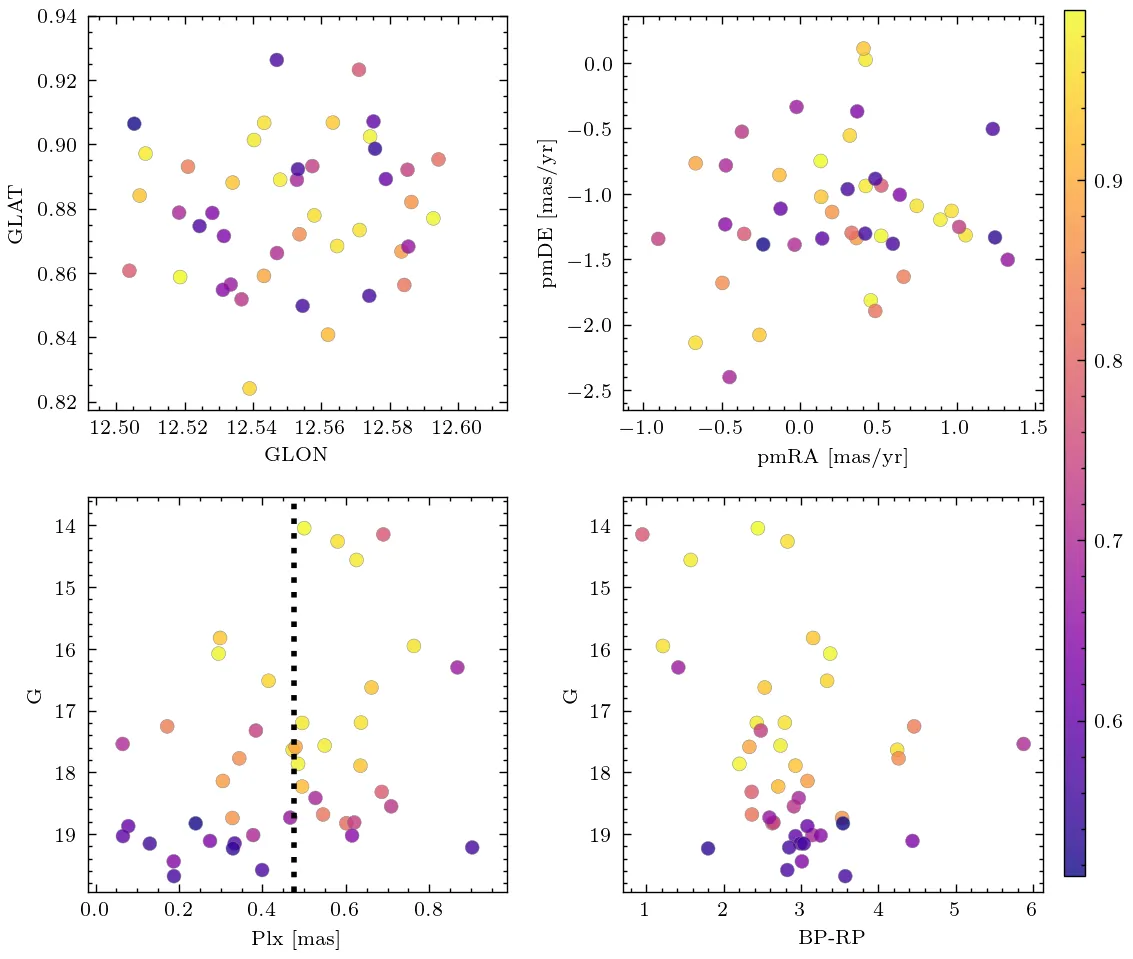 0.94
0.92
0.90
0.88
0.86
0.84
0.82
GLAT
12.50 12.52 12.54 12.56 12.58 12.60
GLON
0.0
−0.5
−1.0
−1.5
−2.0
−2.5
pmDE [mas/yr]
−1.0 −0.5 0.0 0.5 1.0 1.5
pmRA [mas/yr]
14
15
16
17
18
19
G
0.0 0.2 0.4 0.6 0.8
Plx [mas]
14
15
16
17
18
19
G
1 2 3 4 5 6
BP-RP
0.9
0.8
0.7
0.6